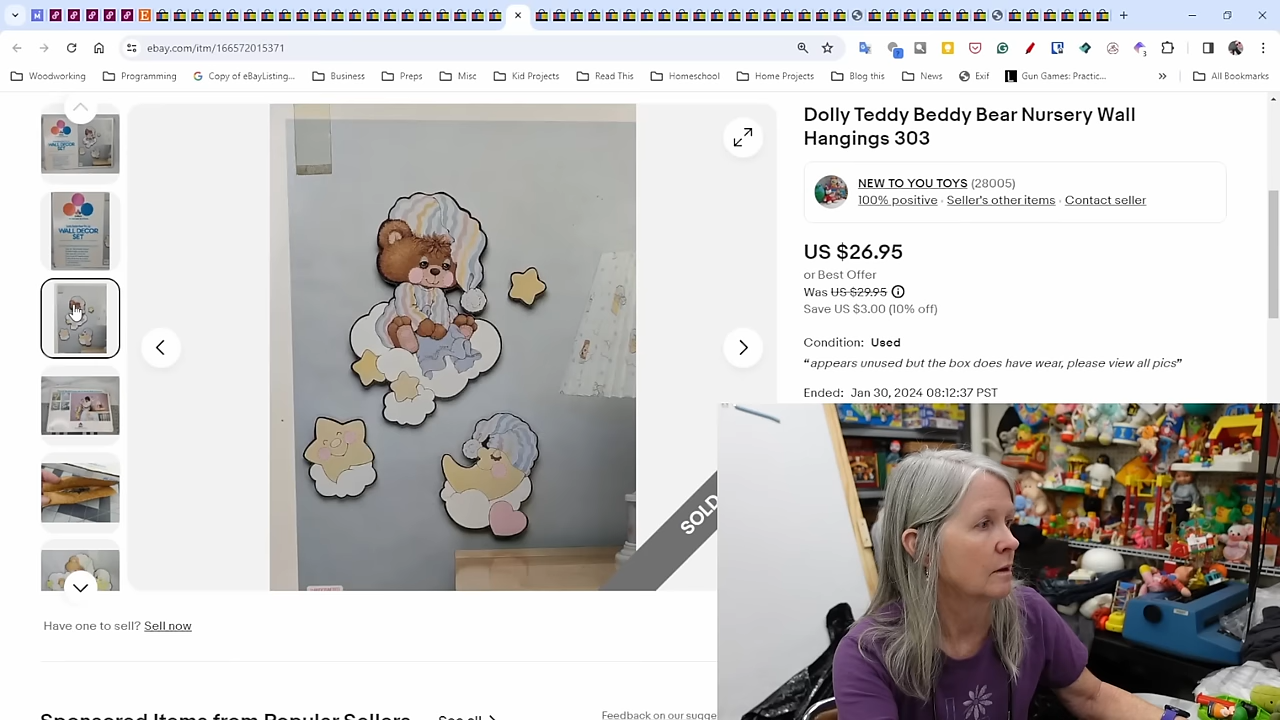 ebay.com/itm/166572015371
Woodworking
Programming
Copy of eBayListing...
Business
Preps
Misc
Kid Projects
Read This
Homeschool
Home Projects
Blog this
News
Exif
Gun Games: Practic...
»
All Bookmarks
WALL DECOR
SET
Dolly Teddy Beddy Bear Nursery Wall
Hangings 303
NEW TO YOU TOYS (28005)
100% positive · Seller's other items · Contact seller
US $26.95
or Best Offer
Was US $29.95
Save US $3.00 (10% off)
Condition: Used
“appears unused but the box does have wear, please view all pics”
Ended: Jan 30, 2024 08:12:37 PST
SOLD
Have one to sell? Sell now
Sponsored Items from Popular Sellers See all
Feedback on our sugge